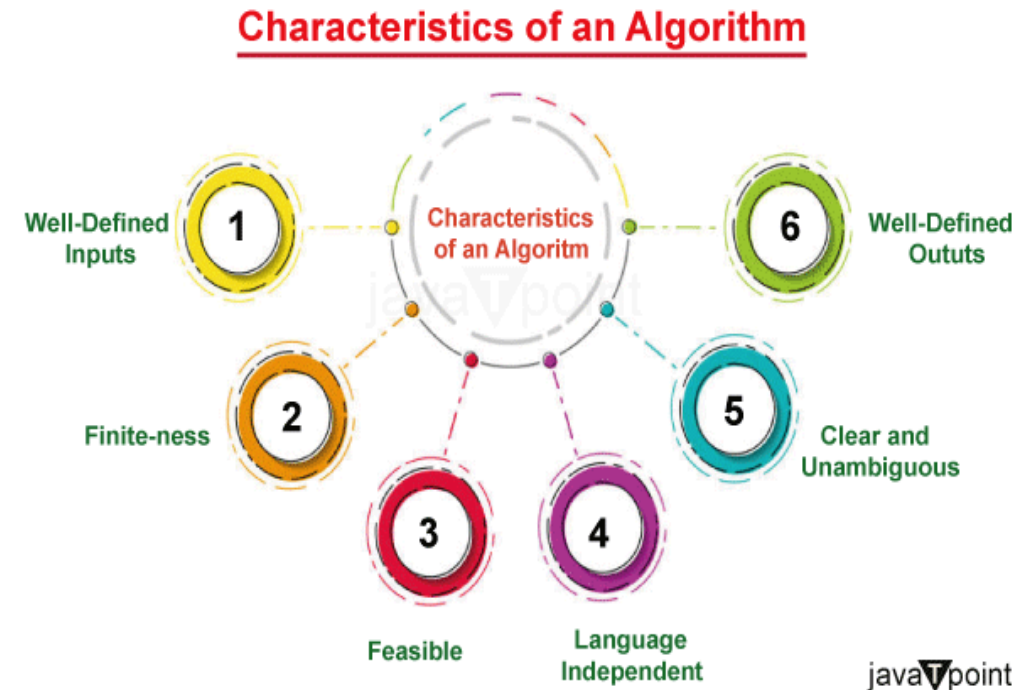 Characteristics of an Algorithm
Characteristics
of an Algoritm
javaTpoint
1
Well-Defined
Inputs
2
Finite-ness
3
Feasible
4
Language
Independent
5
Clear and
Unambiguous
6
Well-Defined
Oututs
javaTpoint